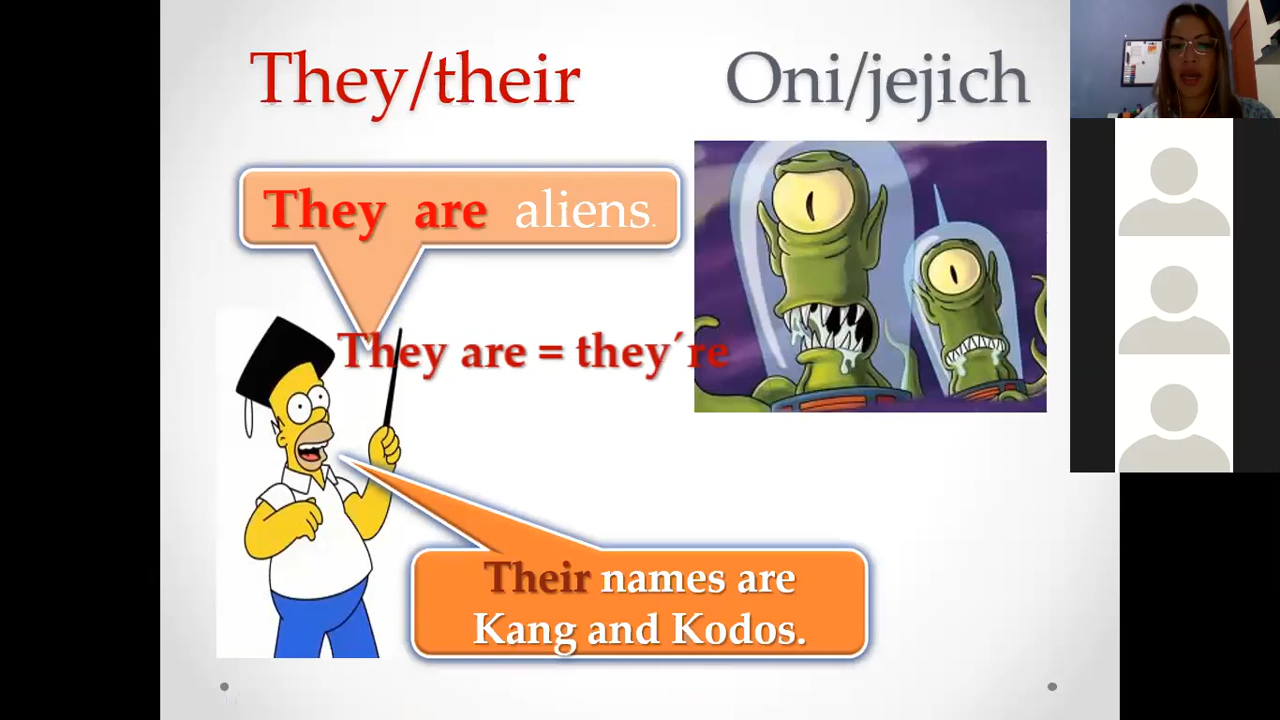 They/their
Oni/jejich
They are aliens.
They are = they´re
Their names are
Kang and Kodos.